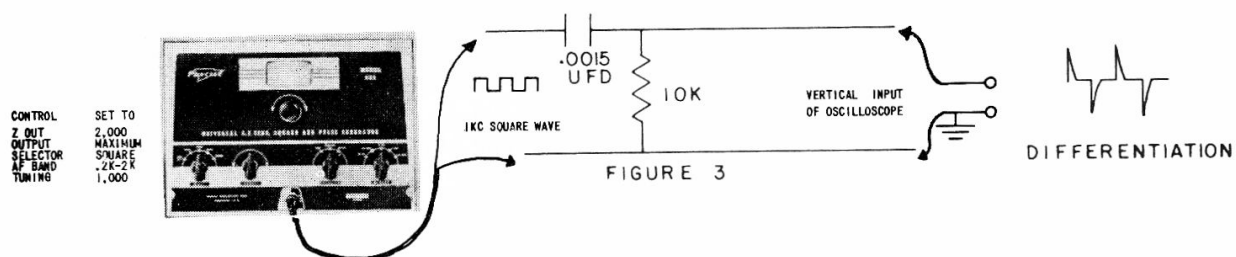 CONTROL SET TO
Z OUT 2,000
OUTPUT MAXIMUM
SELECTOR SQUARE
AF BAND .2K-2K
TUNING 1,000
Precise
.0015
UFD
10K
1KC SQUARE WAVE
VERTICAL INPUT
OF OSCILLOSCOPE
FIGURE 3
DIFFERENTIATION